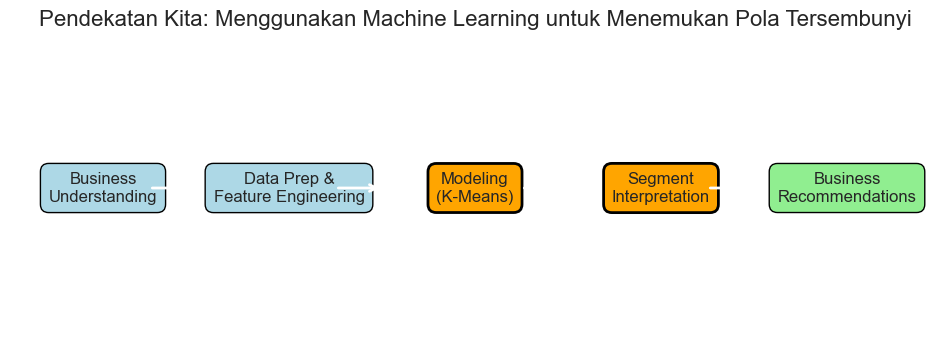 Pendekatan Kita: Menggunakan Machine Learning untuk Menemukan Pola Tersembunyi
Business
Understanding
Data Prep &
Feature Engineering
Modeling
(K-Means)
Segment
Interpretation
Business
Recommendations